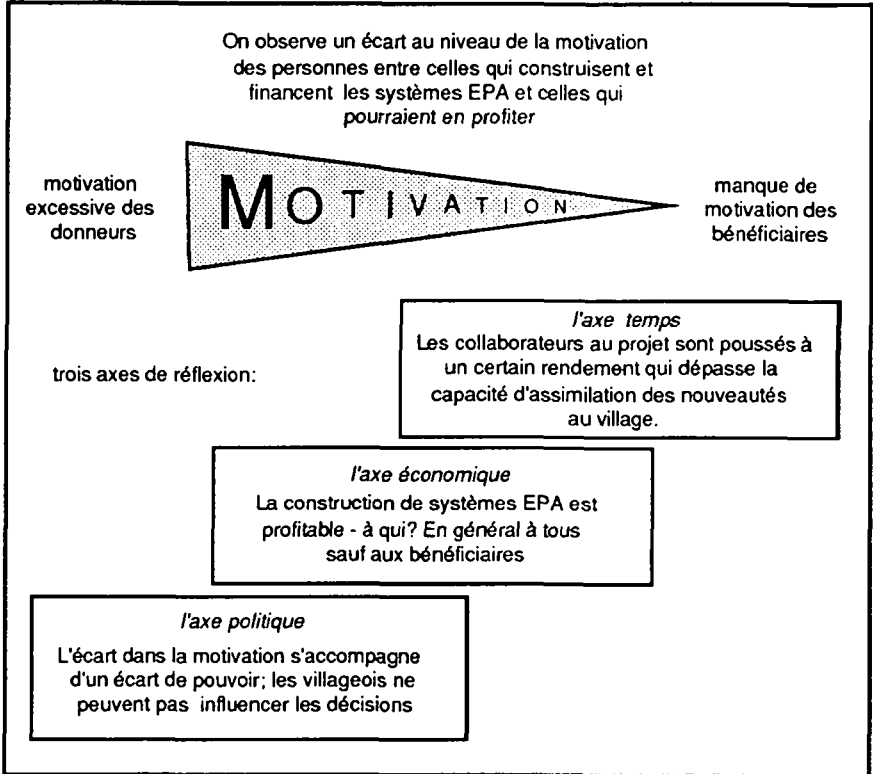 On observe un écart au niveau de la motivation
des personnes entre celles qui construisent et
financent les systèmes EPA et celles qui
pourraient en profiter
motivation
excessive des
donneurs
MOTIVATION
manque de
motivation des
bénéficiaires
trois axes de réflexion:
l'axe temps
Les collaborateurs au projet sont poussés à
un certain rendement qui dépasse la
capacité d'assimilation des nouveautés
au village.
l'axe économique
La construction de systèmes EPA est
profitable - à qui? En général à tous
sauf aux bénéficiaires
l'axe politique
L'écart dans la motivation s'accompagne
d'un écart de pouvoir; les villageois ne
peuvent pas influencer les décisions